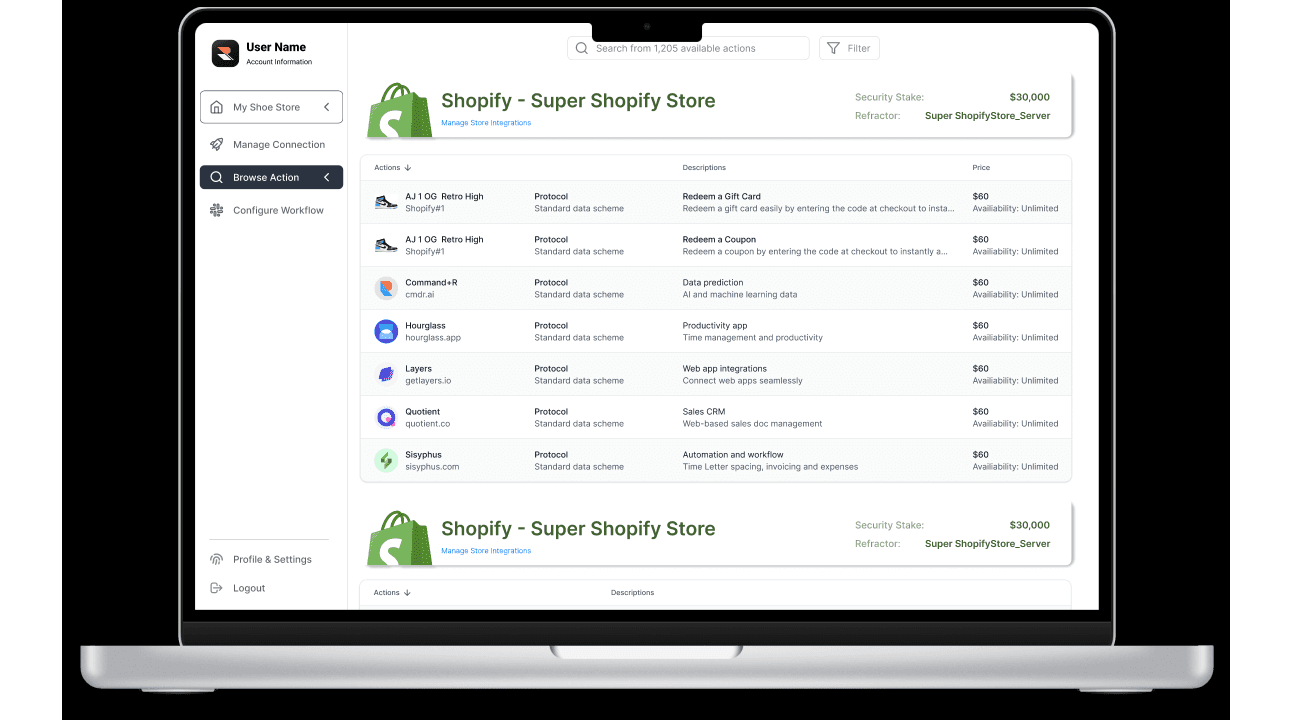 User Name
Account Information
My Shoe Store
Manage Connection
Browse Action
Configure Workflow
Profile & Settings
Logout
Search from 1,205 available actions
Filter
Shopify - Super Shopify Store
Manage Store Integrations
Security Stake: $30,000
Refractor: Super ShopifyStore_Server
Actions Descriptions Price
AJ 1 OG Retro High Protocol Redeem a Gift Card $60
Shopify#1 Standard data scheme Redeem a gift card easily by entering the code at checkout to insta... Availiability: Unlimited
AJ 1 OG Retro High Protocol Redeem a Coupon $60
Shopify#1 Standard data scheme Redeem a coupon by entering the code at checkout to instantly a... Availiability: Unlimited
Command+R Protocol Data prediction $60
cmdr.ai Standard data scheme AI and machine learning data Availiability: Unlimited
Hourglass Protocol Productivity app $60
hourglass.app Standard data scheme Time management and productivity Availiability: Unlimited
Layers Protocol Web app integrations $60
getlayers.io Standard data scheme Connect web apps seamlessly Availiability: Unlimited
Quotient Protocol Sales CRM $60
quotient.co Standard data scheme Web-based sales doc management Availiability: Unlimited
Sisyphus Protocol Automation and workflow $60
sisyphus.com Standard data scheme Time Letter spacing, invoicing and expenses Availiability: Unlimited
Shopify - Super Shopify Store
Manage Store Integrations
Security Stake: $30,000
Refractor: Super ShopifyStore_Server
Actions Descriptions